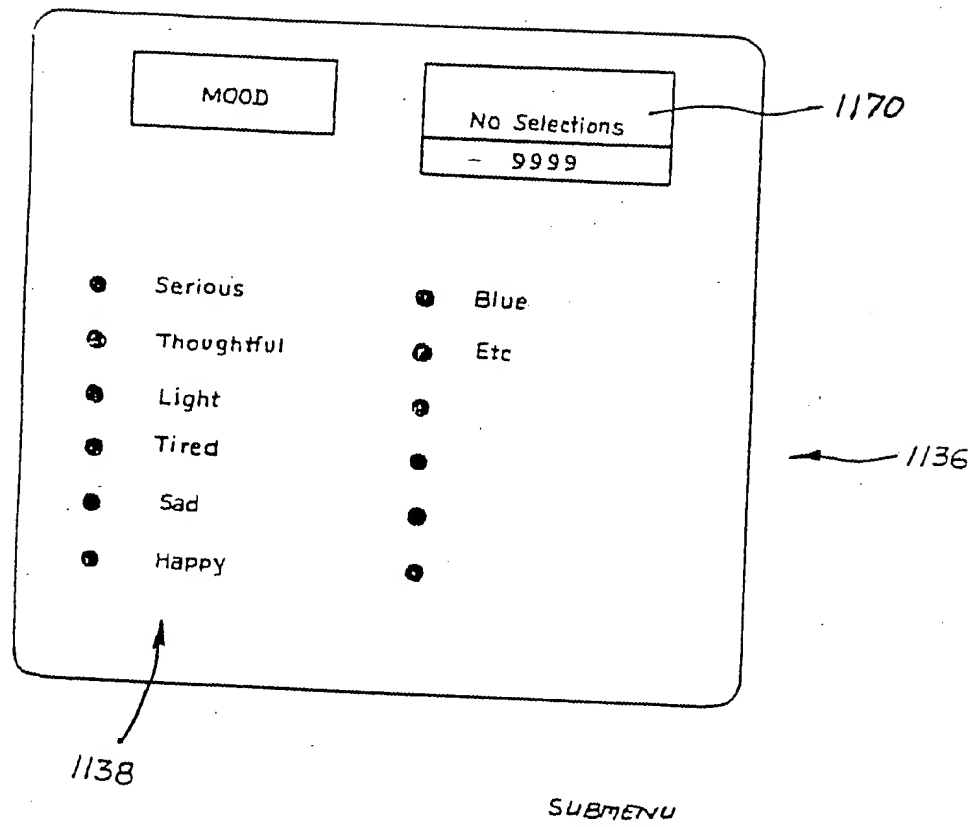 MOOD
No Selections
- 9999
1170
Serious
Thoughtful
Light
Tired
Sad
Happy
Blue
Etc
1136
1138
SUBMENU